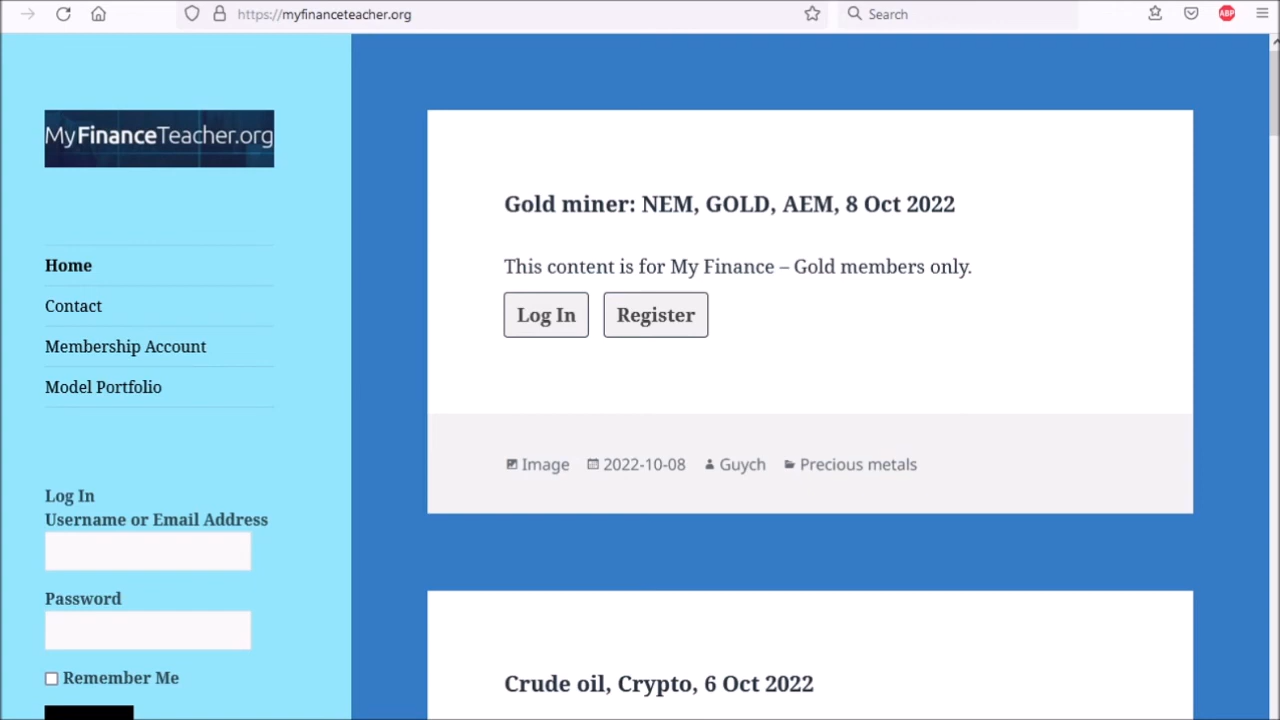 https://myfinanceteacher.org
Search
ABP
MyFinanceTeacher.org
Home
Contact
Membership Account
Model Portfolio
Log In
Username or Email Address
Password
Remember Me
Gold miner: NEM, GOLD, AEM, 8 Oct 2022
This content is for My Finance – Gold members only.
Log In Register
Image 2022-10-08 Guych Precious metals
Crude oil, Crypto, 6 Oct 2022